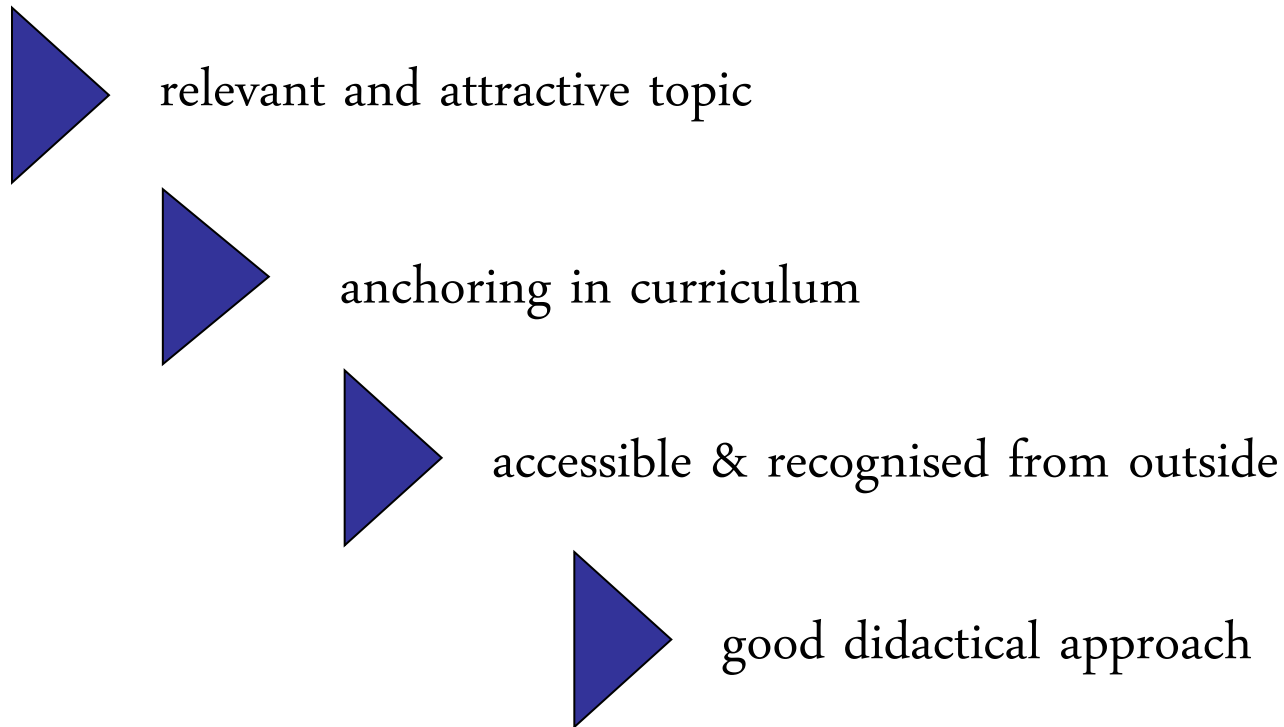 relevant and attractive topic
anchoring in curriculum
accessible & recognised from outside
good didactical approach